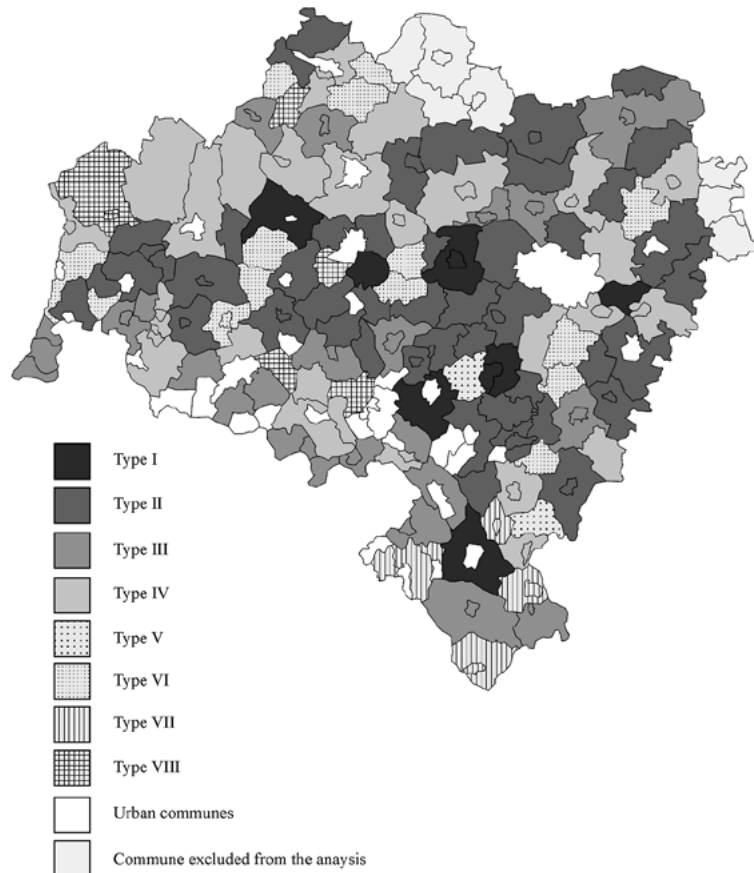 Type I
Type II
Type III
Type IV
Type V
Type VI
Type VII
Type VIII
Urban communes
Commune excluded from the anaysis